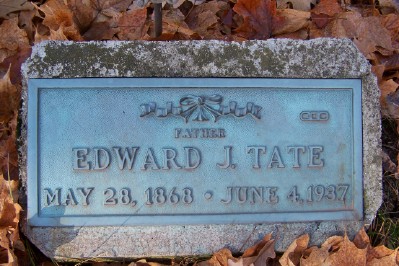 FATHER
EDWARD J. TATE
MAY 28, 1868 · JUNE 4, 1937